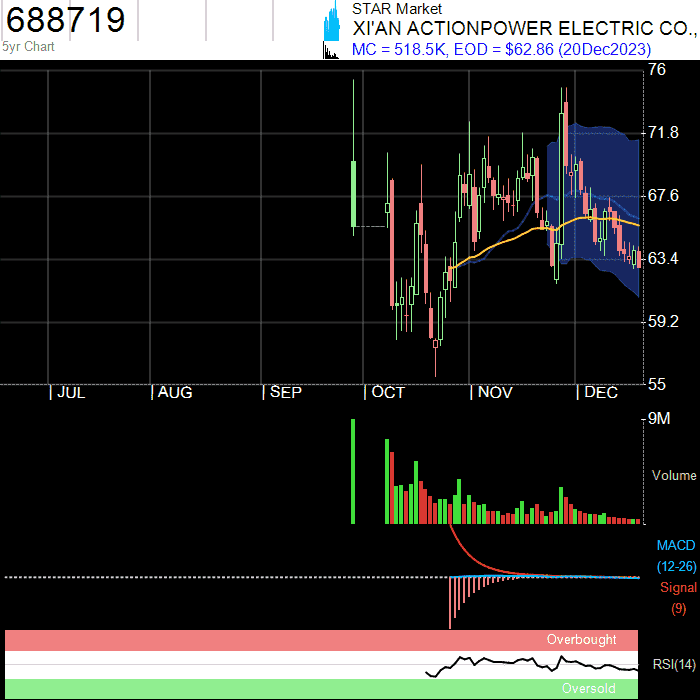 688719
5yr Chart
STAR Market
XI'AN ACTIONPOWER ELECTRIC CO.,
MC = 518.5K, EOD = $62.86 (20Dec2023)
76
71.8
67.6
63.4
59.2
55
| JUL | AUG | SEP | OCT | NOV | DEC
9M
Volume
MACD
(12-26)
Signal
(9)
Overbought
RSI(14)
Oversold